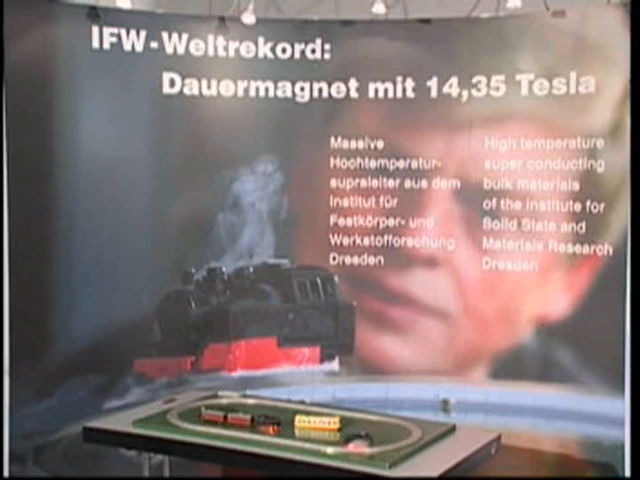 IFW-Weltrekord:
Dauermagnet mit 14,35 Tesla
Massive
Hochtemperatur-
supraleiter aus dem
Institut für
Festkörper- und
Werkstofforschung
Dresden
High temperature
super conducting
bulk materials
of the Institute for
Solid State and
Materials Research
Dresden